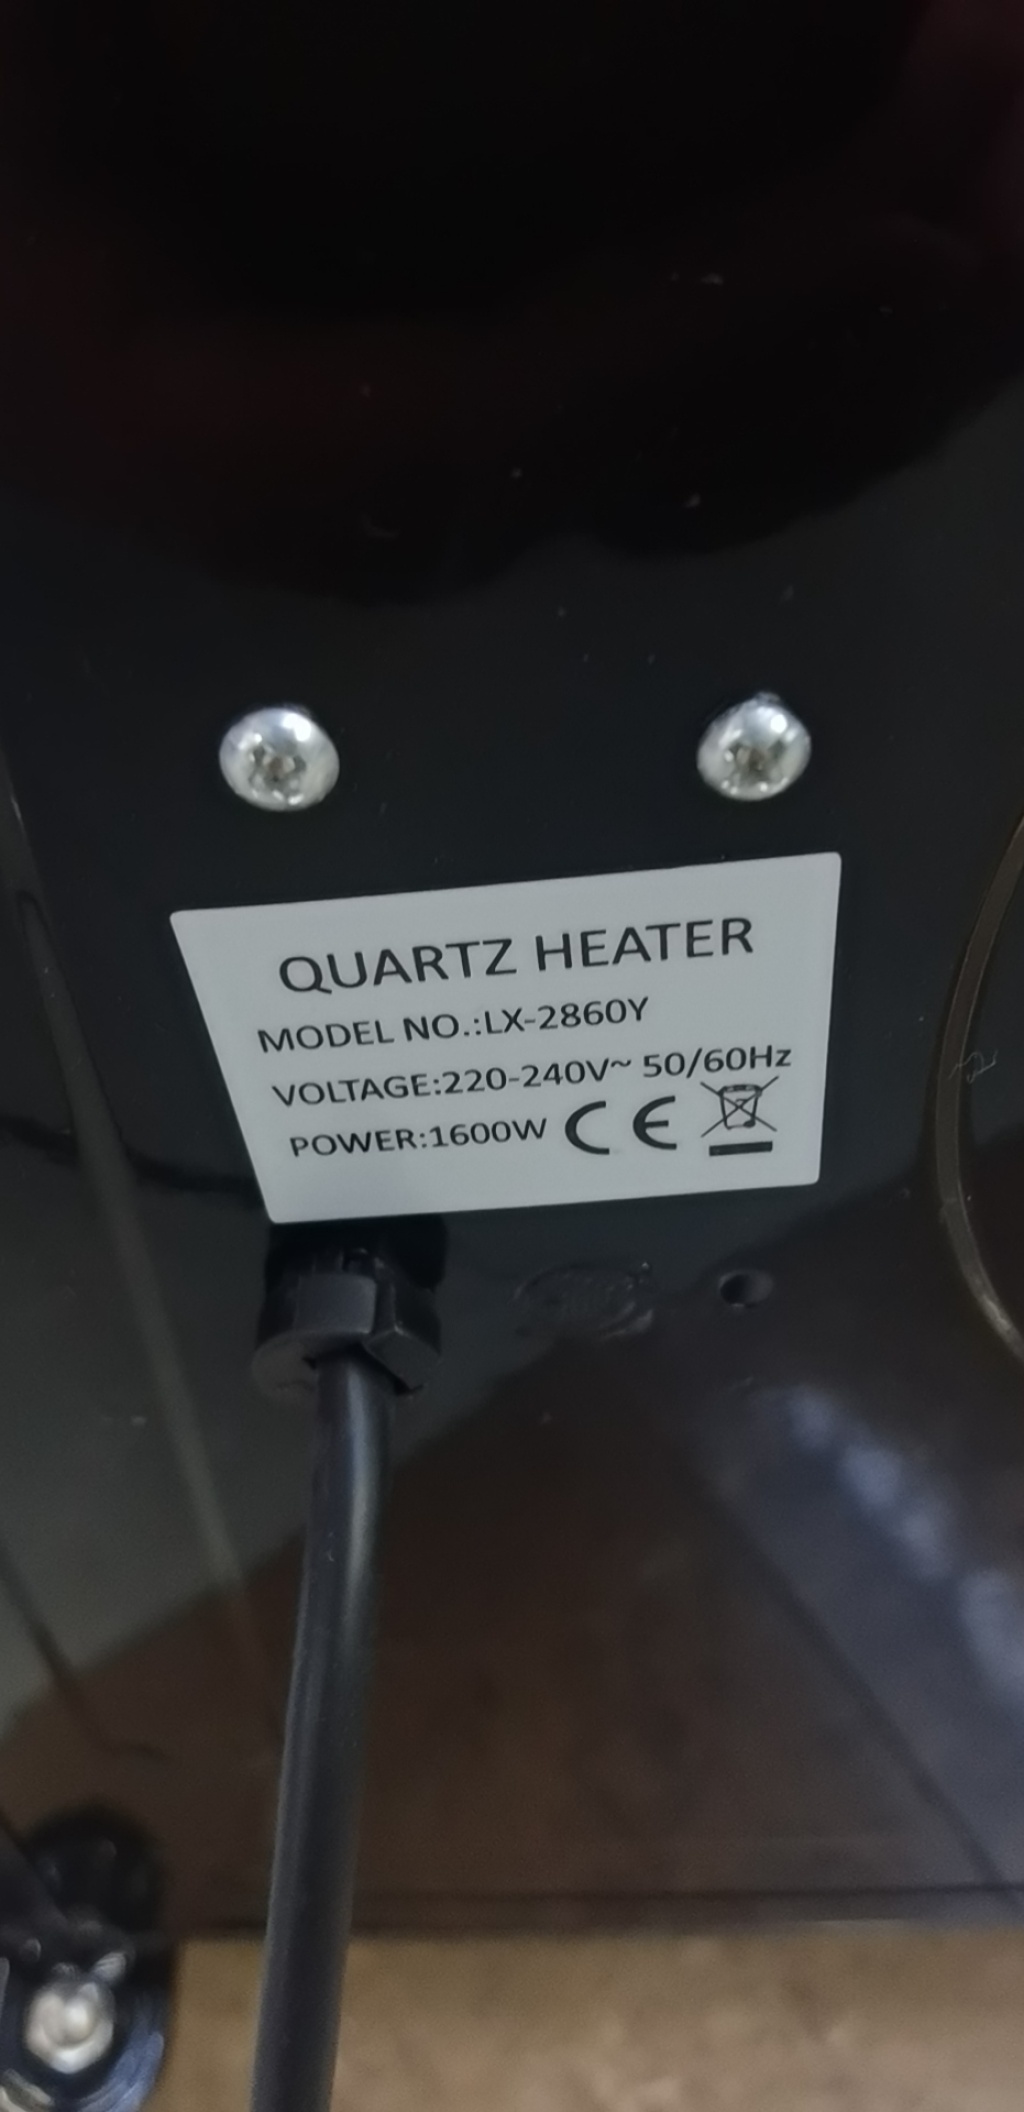 QUARTZ HEATER
MODEL NO.:LX-2860Y
VOLTAGE:220-240V~ 50/60Hz
POWER:1600W CE